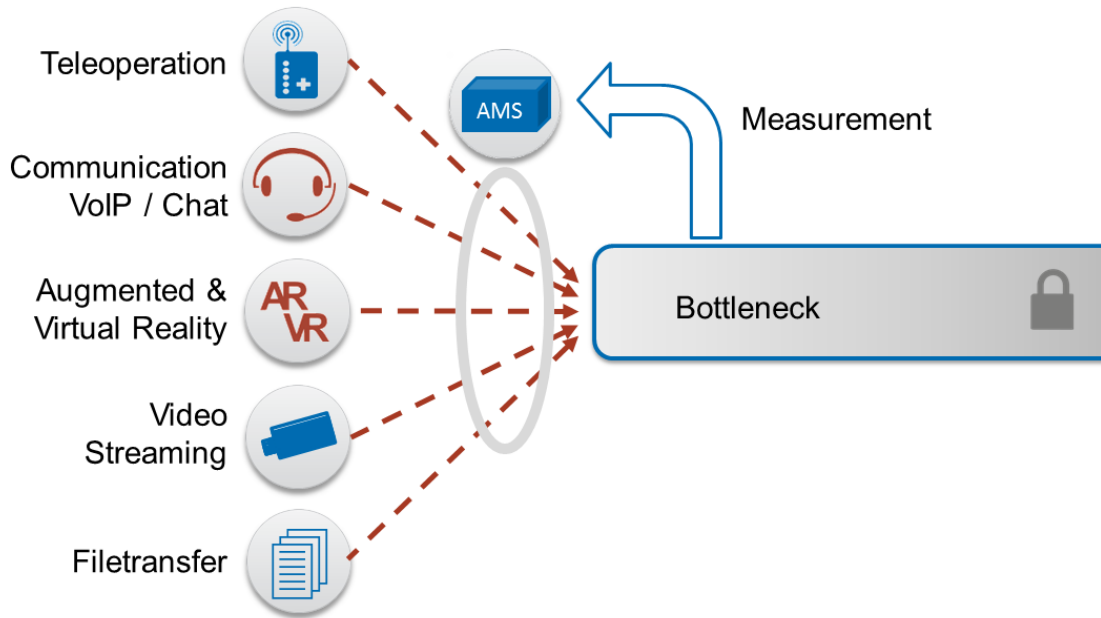 Teleoperation
AMS
Measurement
Communication
VoIP / Chat
Augmented &
Virtual Reality
AR
VR
Bottleneck
Video
Streaming
Filetransfer